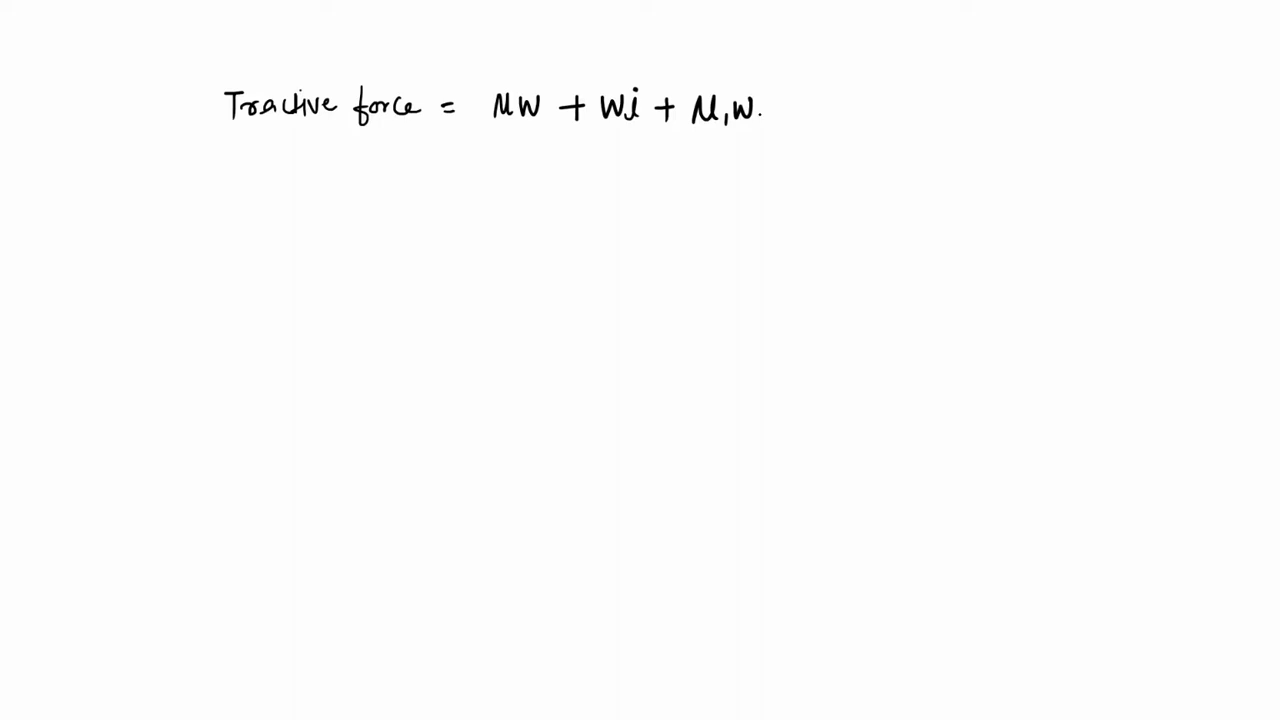 Tractive force = μw + wi + μ₁w.